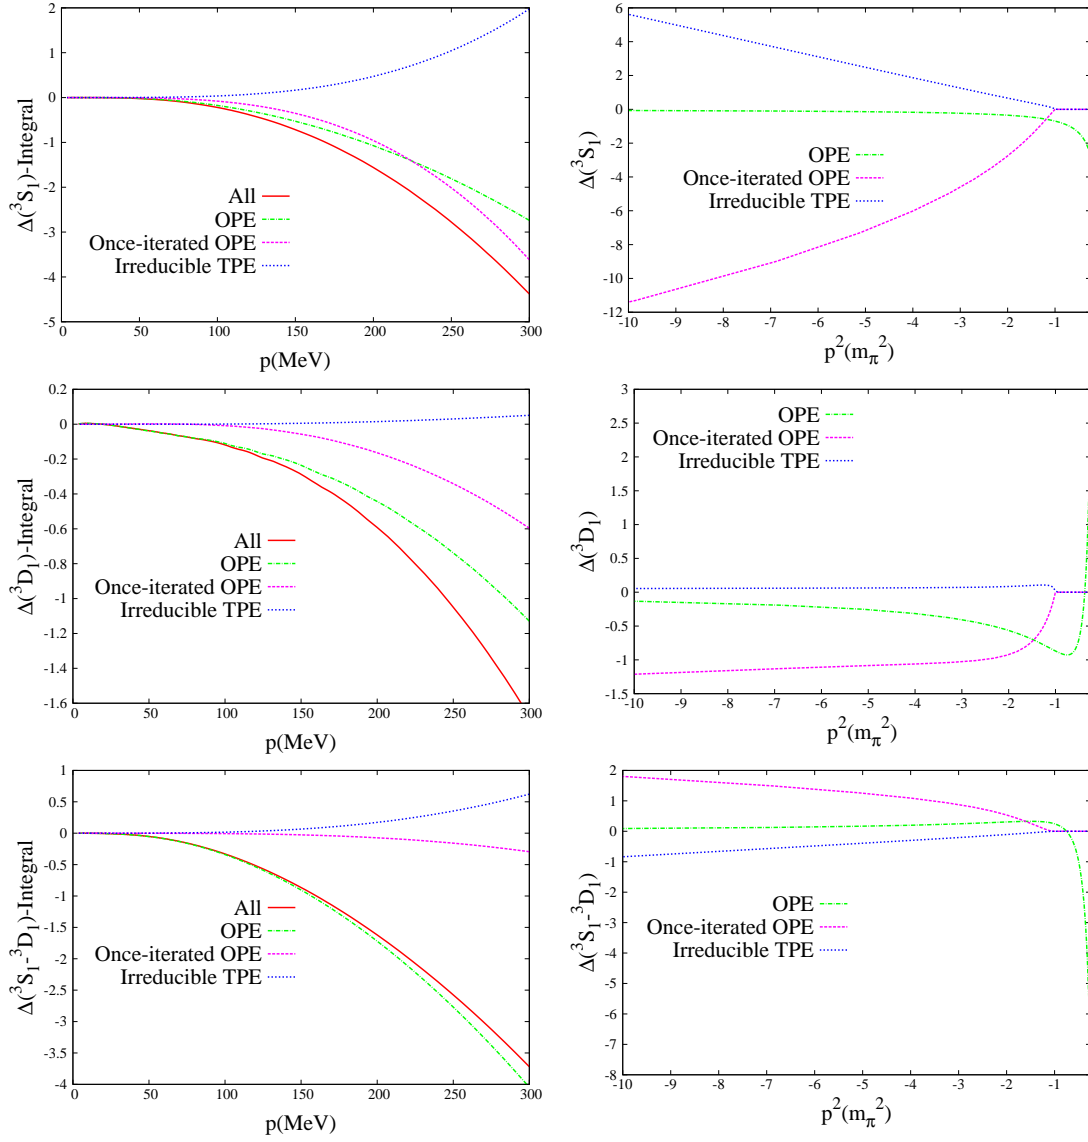 2
1
0
-1
-2
-3
-4
-5
0 50 100 150 200 250 300
Δ(³S₁)-Integral
p(MeV)
All
OPE
Once-iterated OPE
Irreducible TPE
6
4
2
0
-2
-4
-6
-8
-10
-12
-10 -9 -8 -7 -6 -5 -4 -3 -2 -1
Δ(³S₁)
p^2(m_π^2)
OPE
Once-iterated OPE
Irreducible TPE
0.2
0
-0.2
-0.4
-0.6
-0.8
-1
-1.2
-1.4
-1.6
0 50 100 150 200 250 300
Δ(³D₁)-Integral
p(MeV)
All
OPE
Once-iterated OPE
Irreducible TPE
3
2.5
2
1.5
1
0.5
0
-0.5
-1
-1.5
-10 -9 -8 -7 -6 -5 -4 -3 -2 -1
Δ(³D₁)
p^2(m_π^2)
OPE
Once-iterated OPE
Irreducible TPE
1
0.5
0
-0.5
-1
-1.5
-2
-2.5
-3
-3.5
-4
0 50 100 150 200 250 300
Δ(³S₁-³D₁)-Integral
p(MeV)
All
OPE
Once-iterated OPE
Irreducible TPE
2
1
0
-1
-2
-3
-4
-5
-6
-7
-8
-10 -9 -8 -7 -6 -5 -4 -3 -2 -1
Δ(³S₁-³D₁)
p^2(m_π^2)
OPE
Once-iterated OPE
Irreducible TPE